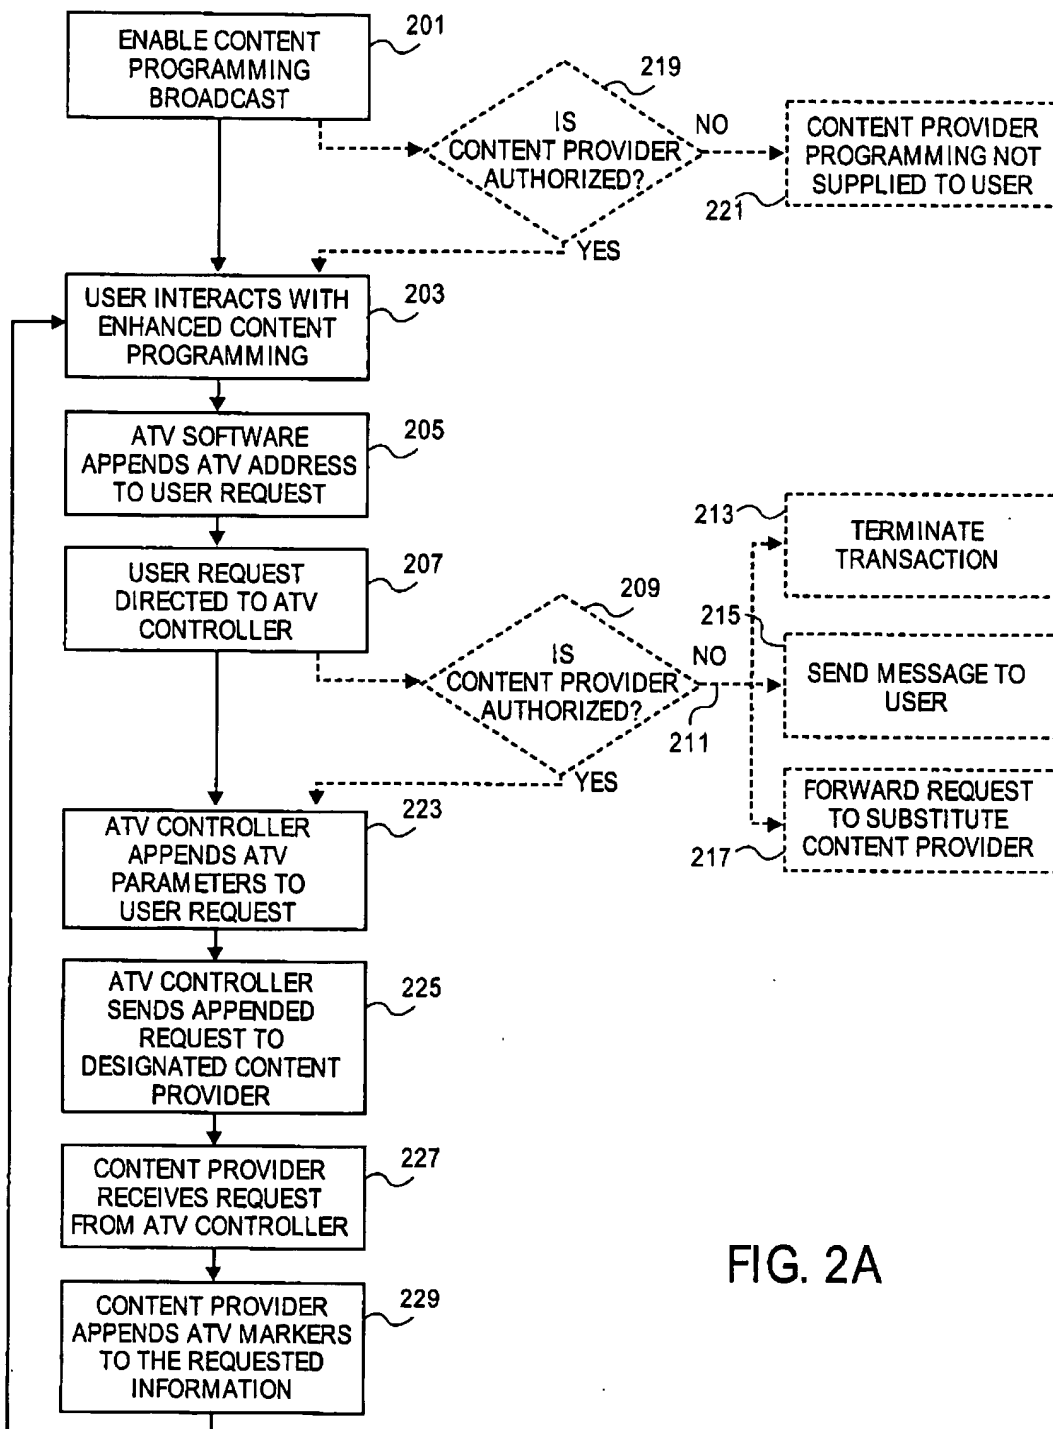 ENABLE CONTENT
PROGRAMMING
BROADCAST
201
219
IS
CONTENT PROVIDER
AUTHORIZED?
NO
YES
CONTENT PROVIDER
PROGRAMMING NOT
SUPPLIED TO USER
221
USER INTERACTS WITH
ENHANCED CONTENT
PROGRAMMING
203
ATV SOFTWARE
APPENDS ATV ADDRESS
TO USER REQUEST
205
USER REQUEST
DIRECTED TO ATV
CONTROLLER
207
209
IS
CONTENT PROVIDER
AUTHORIZED?
NO
211
YES
213
TERMINATE
TRANSACTION
215
SEND MESSAGE TO
USER
FORWARD REQUEST
TO SUBSTITUTE
CONTENT PROVIDER
217
ATV CONTROLLER
APPENDS ATV
PARAMETERS TO
USER REQUEST
223
ATV CONTROLLER
SENDS APPENDED
REQUEST TO
DESIGNATED CONTENT
PROVIDER
225
CONTENT PROVIDER
RECEIVES REQUEST
FROM ATV CONTROLLER
227
CONTENT PROVIDER
APPENDS ATV MARKERS
TO THE REQUESTED
INFORMATION
229
FIG. 2A